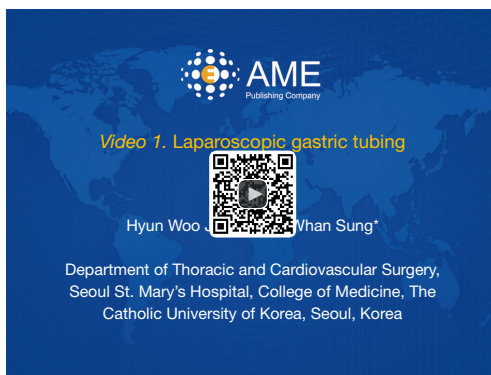 AME
Publishing Company
Video 1. Laparoscopic gastric tubing
Hyun Woo Whan Sung*
Department of Thoracic and Cardiovascular Surgery,
Seoul St. Mary's Hospital, College of Medicine, The
Catholic University of Korea, Seoul, Korea